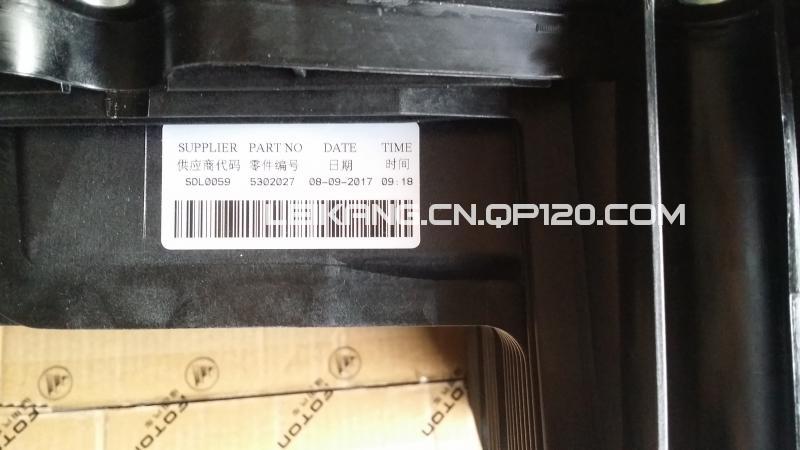 SUPPLIER PART NO DATE TIME
供应商代码 零件编号 日期 时间
SDL0059 5302027 08-09-2017 09:18
LEIKANG.CN.QP120.COM
FOTON
FOTON
FOTON